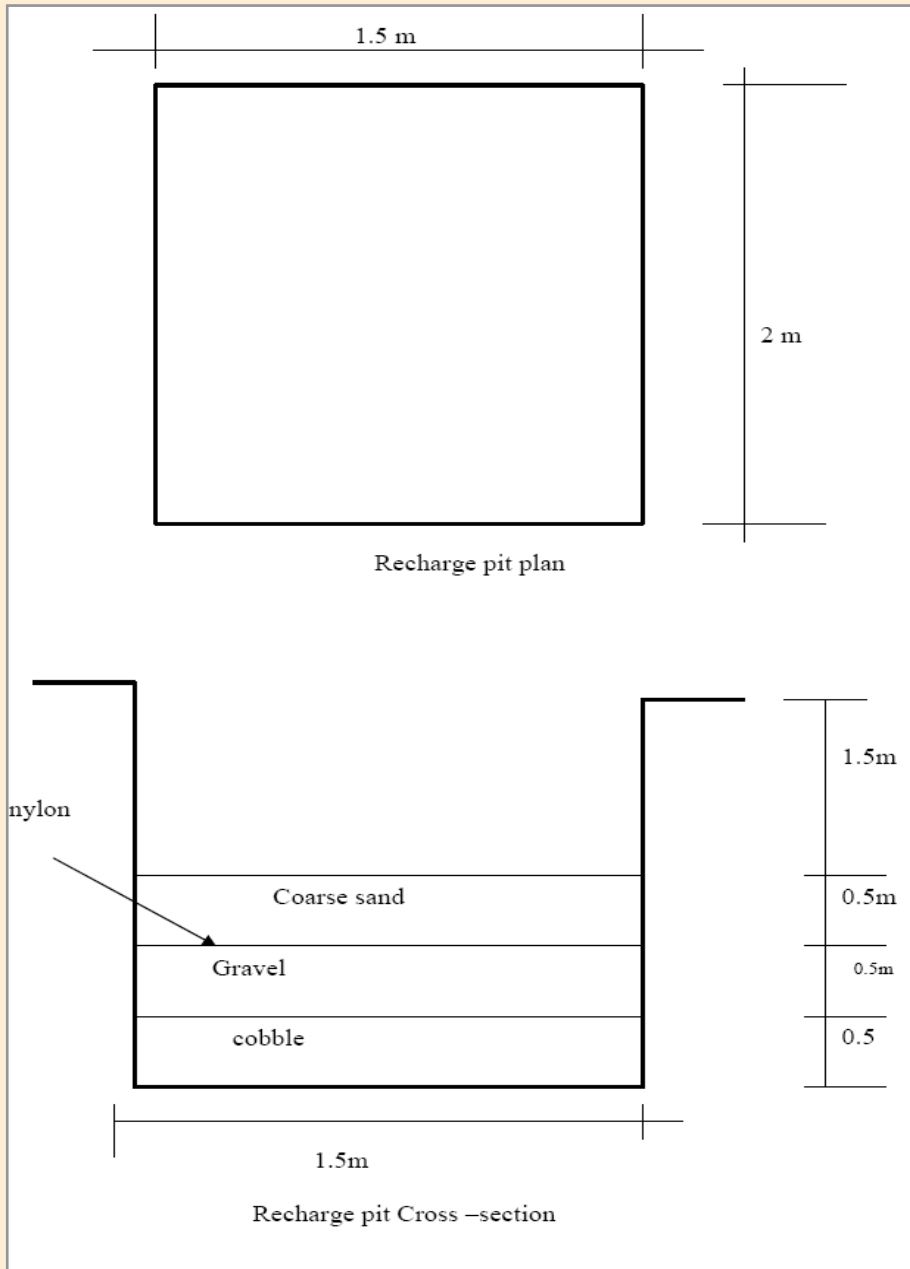 1.5 m
2 m
Recharge pit plan
1.5m
nylon
Coarse sand
0.5m
Gravel
0.5m
cobble
0.5
1.5m
Recharge pit Cross –section